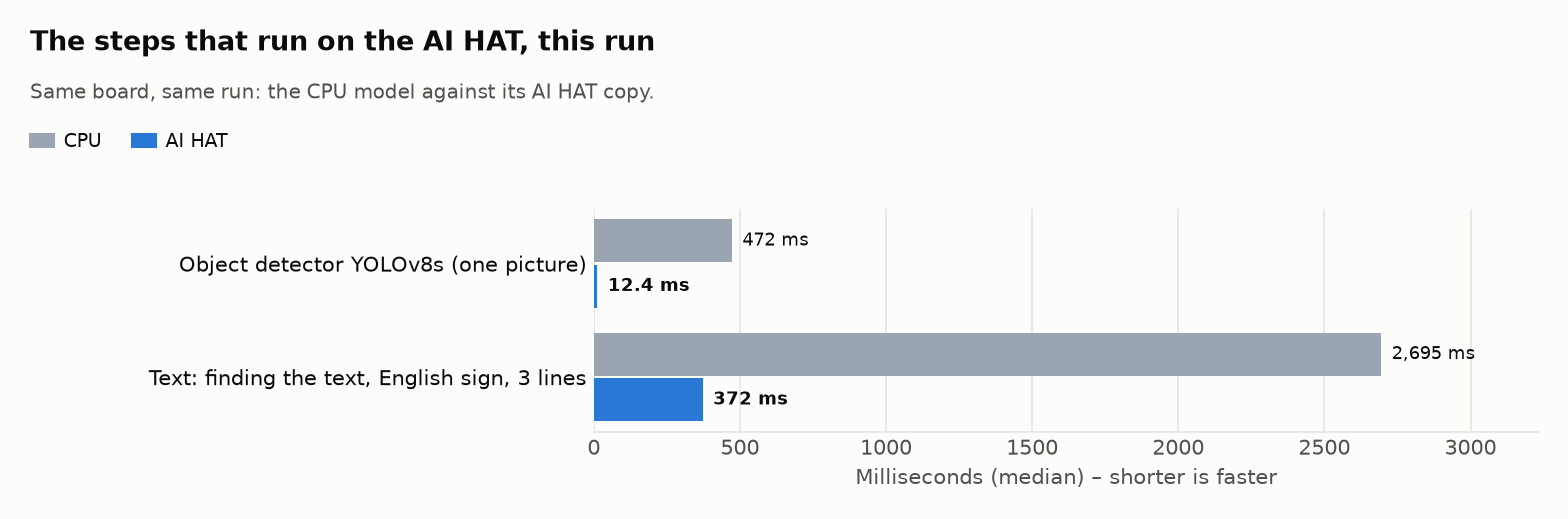 The steps that run on the AI HAT, this run
Same board, same run: the CPU model against its AI HAT copy.
CPU AI HAT
472 ms
Object detector YOLOv8s (one picture)
12.4 ms
2,695 ms
Text: finding the text, English sign, 3 lines
372 ms
0 500 1000 1500 2000 2500 3000
Milliseconds (median) – shorter is faster